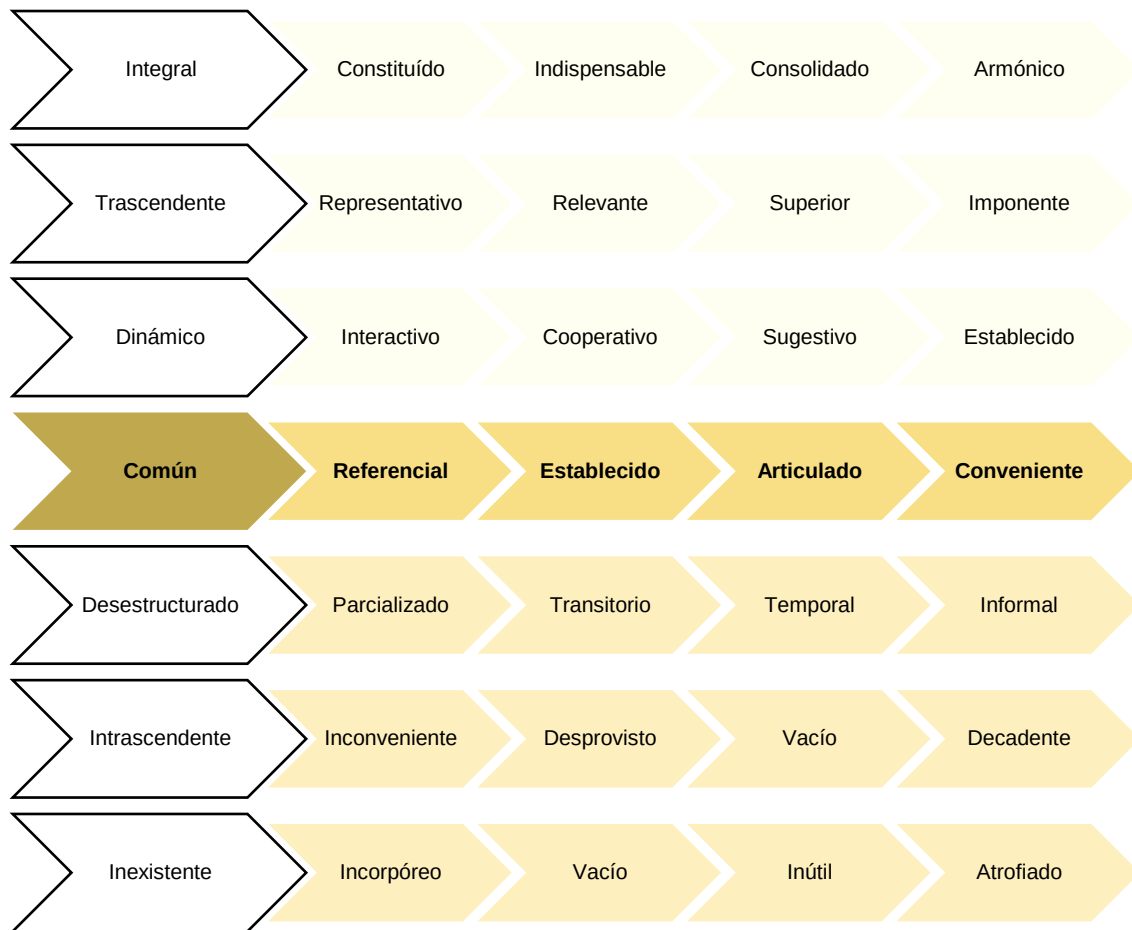 Integral Constituído Indispensable Consolidado Armónico
Trascendente Representativo Relevante Superior Imponente
Dinámico Interactivo Cooperativo Sugestivo Establecido
Común Referencial Establecido Articulado Conveniente
Desestructurado Parcializado Transitorio Temporal Informal
Intrascendente Inconveniente Desprovisto Vacío Decadente
Inexistente Incorpóreo Vacío Inútil Atrofiado